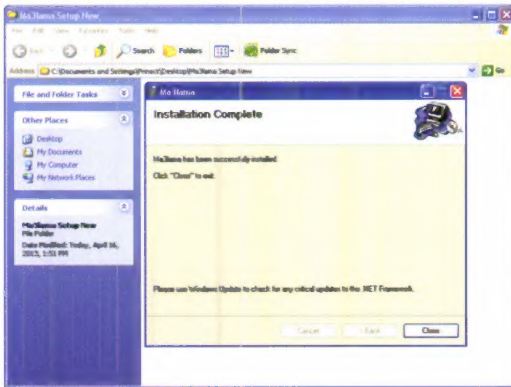 Ma3lama Setup New
File Edit View Favorites Tools Help
Back Search Folders Folder Sync
Address C:\Documents and Settings\Preact\Desktop\Ma3lama Setup New Go
File and Folder Tasks
Other Places
Desktop
My Documents
My Computer
My Network Places
Details
Ma3lama Setup New
File Folder
Date Modified: Today, April 16, 2013, 1:51 PM
Ma3lama
Installation Complete
Ma3lama has been successfully installed.
Click "Close" to exit.
Please use Windows Update to check for any critical updates to the .NET Framework.
Cancel Back Close